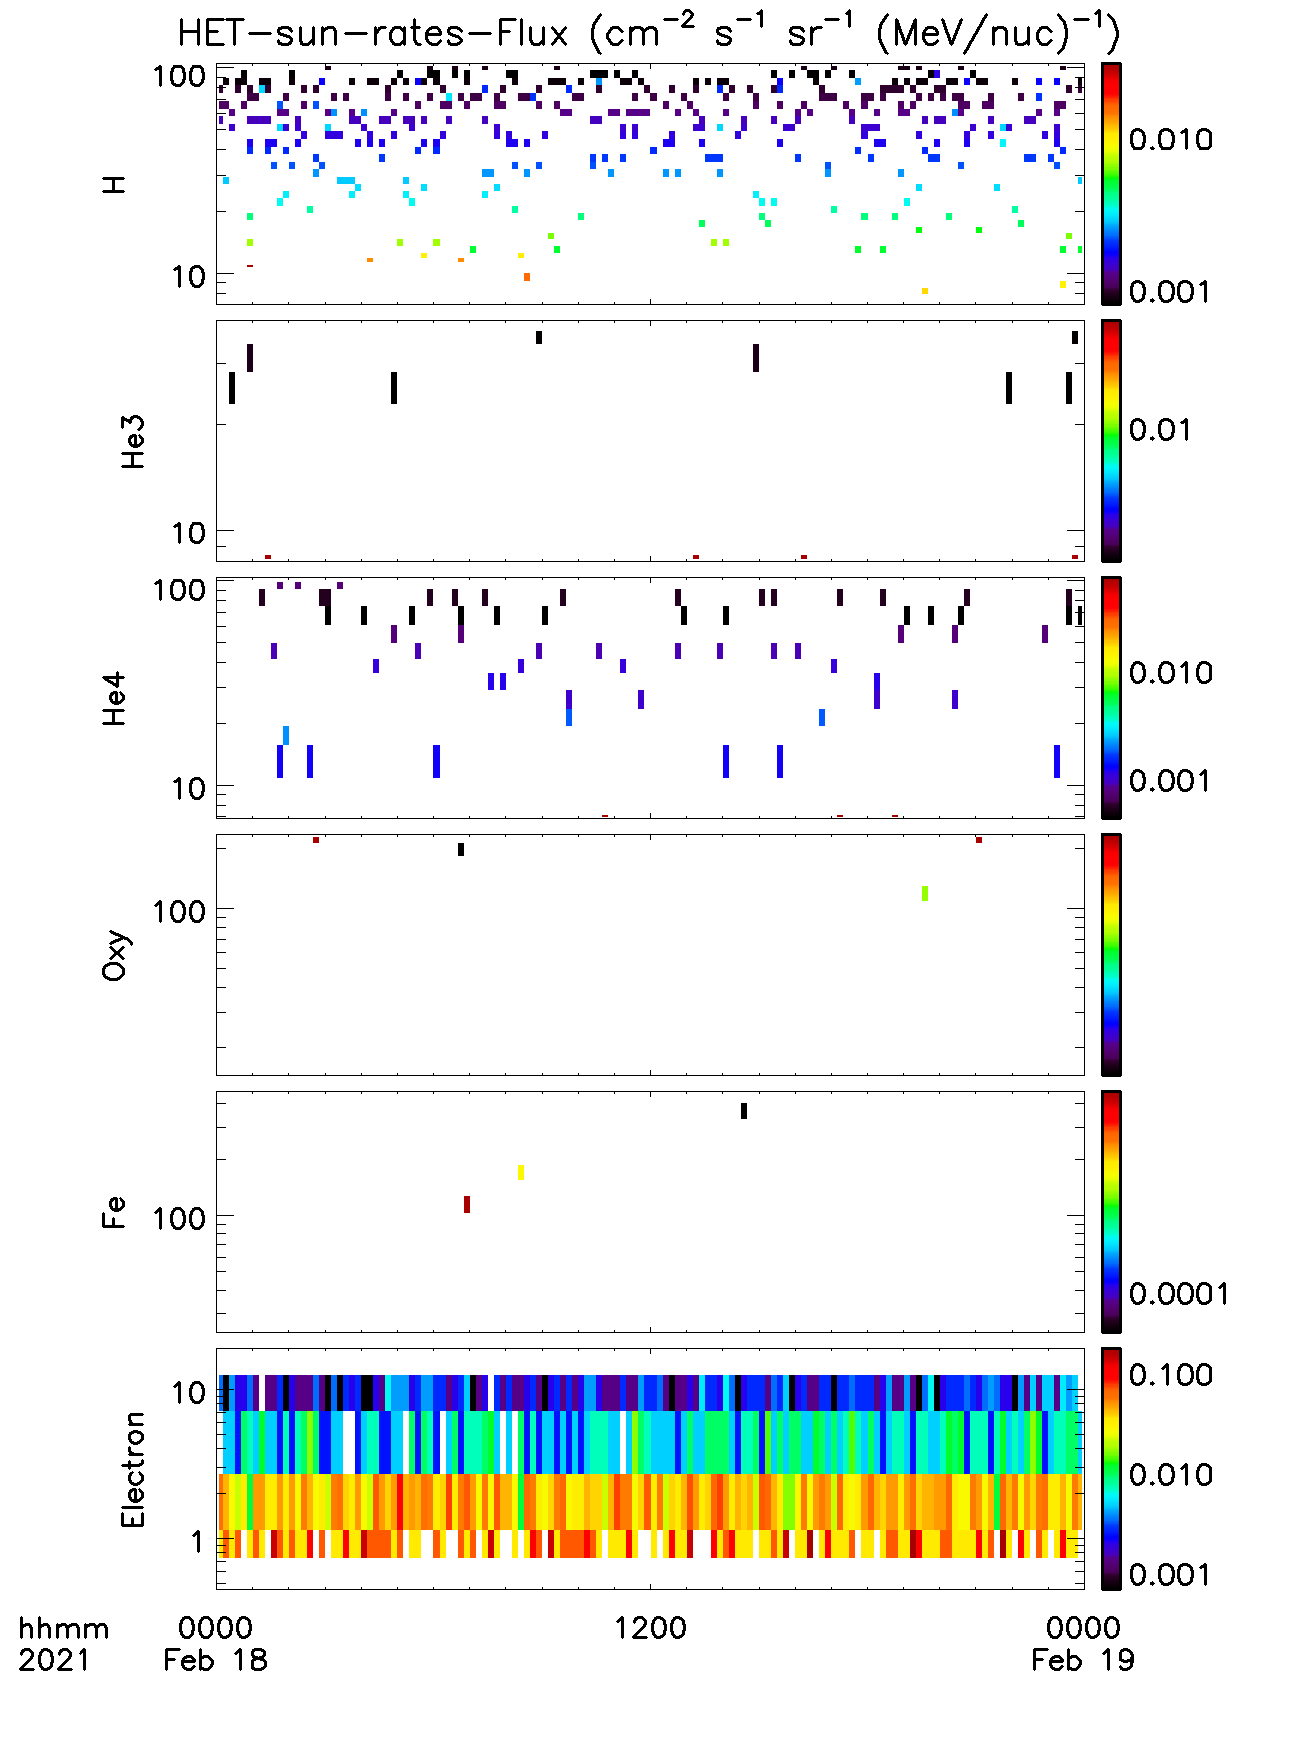 HET-sun-rates-Flux (cm⁻² s⁻¹ sr⁻¹ (MeV/nuc)⁻¹)
100
10
H
0.010
0.001
10
He3
0.01
100
10
He4
0.010
0.001
100
Oxy
100
Fe
0.0001
10
1
Electron
0.100
0.010
0.001
hhmm 0000 1200 0000
2021 Feb 18 Feb 19